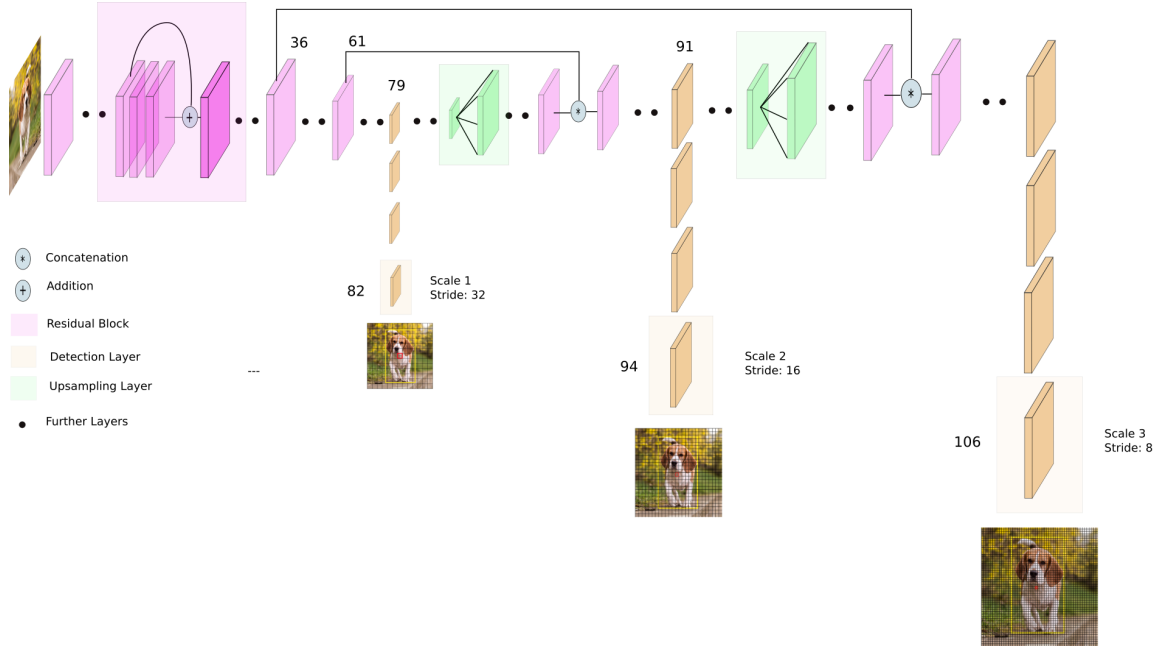 36
61
91
79
Concatenation
Addition
Scale 1
Stride: 32
82
Residual Block
Detection Layer
Scale 2
Stride: 16
94
---
Upsampling Layer
Further Layers
106
Scale 3
Stride: 8